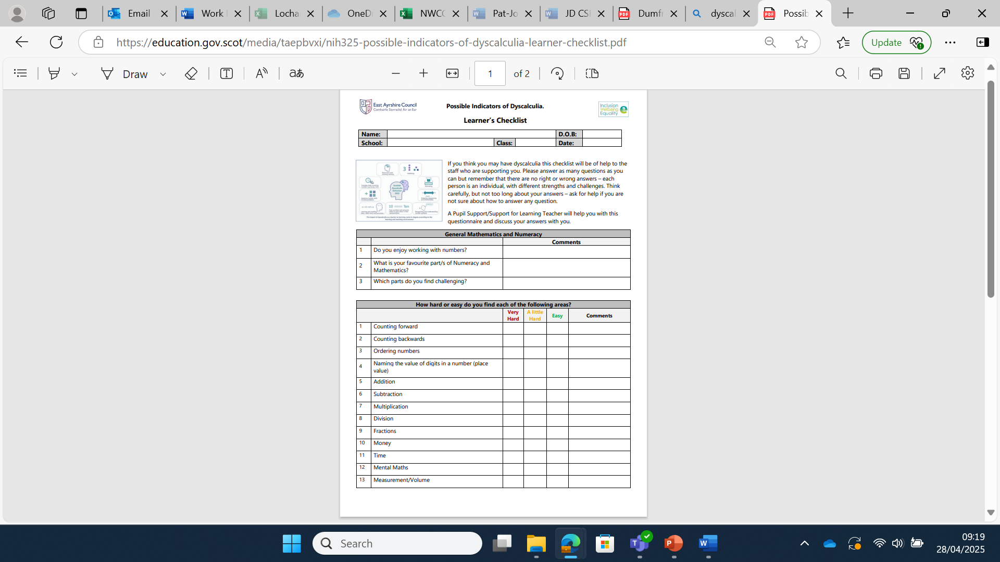 Email
Work
Locha
OneD
NWCC
Pat-Jo
JD CSI
Dumfr
dyscal
Possib
https://education.gov.scot/media/taepbvxi/nih325-possible-indicators-of-dyscalculia-learner-checklist.pdf
Update
Draw
1 of 2
East Ayrshire Council
Comhairle Siorrachd Àir an Ear
Possible Indicators of Dyscalculia.
Inclusion
Wellbeing
Equality
Learner's Checklist
Name: D.O.B:
School: Class: Date:
If you think you may have dyscalculia this checklist will be of help to the
staff who are supporting you. Please answer as many questions as you
can but remember that there are no right or wrong answers – each
person is an individual, with different strengths and challenges. Think
carefully, but not too long about your answers – ask for help if you are
not sure about how to answer any question.
A Pupil Support/Support for Learning Teacher will help you with this
questionnaire and discuss your answers with you.
3
10 Ten
General Mathematics and Numeracy
Comments
1 Do you enjoy working with numbers?
2 What is your favourite part/s of Numeracy and
Mathematics?
3 Which parts do you find challenging?
How hard or easy do you find each of the following areas?
Very Hard A little Hard Easy Comments
1 Counting forward
2 Counting backwards
3 Ordering numbers
4 Naming the value of digits in a number (place
value)
5 Addition
6 Subtraction
7 Multiplication
8 Division
9 Fractions
10 Money
11 Time
12 Mental Maths
13 Measurement/Volume
Search
09:19
28/04/2025